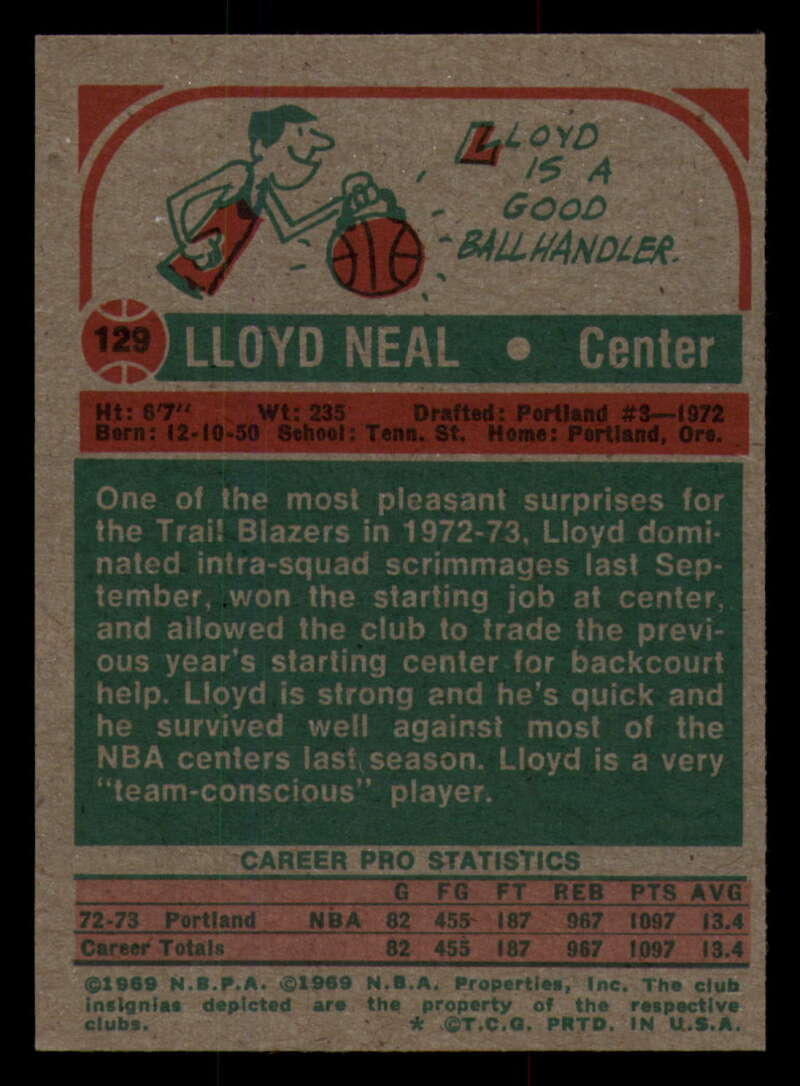 LLOYD
IS A
GOOD
BALLHANDLER.
129 LLOYD NEAL • Center
Ht: 6'7" Wt: 235 Drafted: Portland #3—1972
Born: 12-10-50 School: Tenn. St. Home: Portland, Ore.
One of the most pleasant surprises for
the Trail Blazers in 1972-73, Lloyd domi-
nated intra-squad scrimmages last Sep-
tember, won the starting job at center,
and allowed the club to trade the previ-
ous year's starting center for backcourt
help. Lloyd is strong and he's quick and
he survived well against most of the
NBA centers last season. Lloyd is a very
"team-conscious" player.
CAREER PRO STATISTICS
G FG FT REB PTS AVG
72-73 Portland NBA 82 455 187 967 1097 13.4
Career Totals 82 455 187 967 1097 13.4
©1969 N.B.P.A. ©1969 N.B.A. Properties, Inc. The club
insignias depicted are the property of the respective
clubs. * ©T.C.G. PRTD. IN U.S.A.